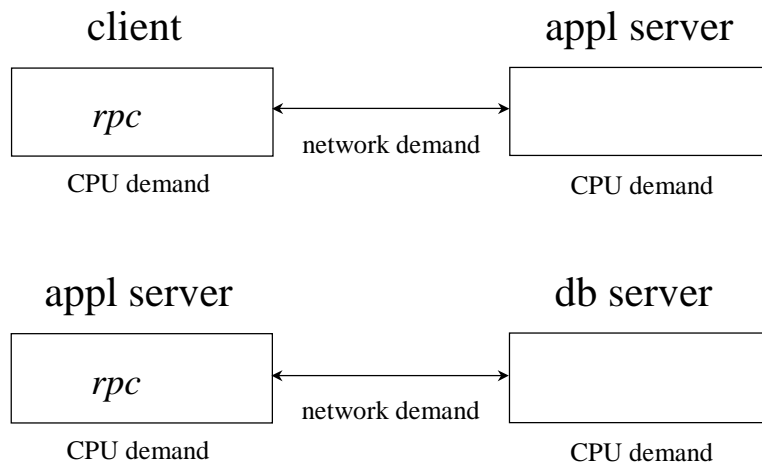 client
appl server
rpc
network demand
CPU demand
CPU demand
appl server
db server
rpc
network demand
CPU demand
CPU demand